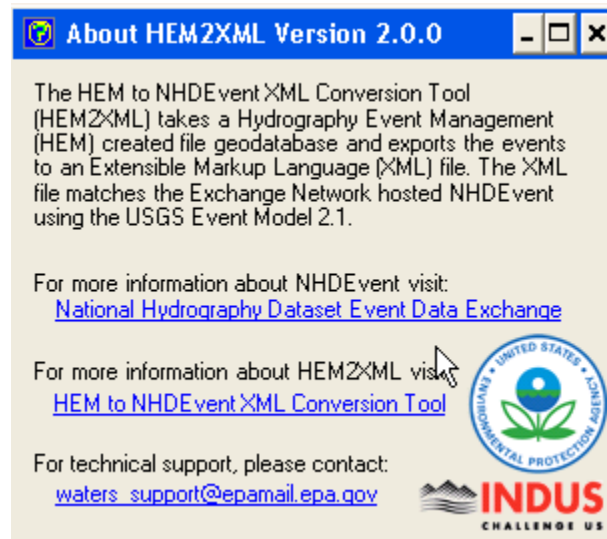 About HEM2XML Version 2.0.0
The HEM to NHDEvent XML Conversion Tool
(HEM2XML) takes a Hydrography Event Management
(HEM) created file geodatabase and exports the events
to an Extensible Markup Language (XML) file. The XML
file matches the Exchange Network hosted NHDEvent
using the USGS Event Model 2.1.
For more information about NHDEvent visit:
National Hydrography Dataset Event Data Exchange
For more information about HEM2XML visit:
HEM to NHDEvent XML Conversion Tool
For technical support, please contact:
waters_support@epamail.epa.gov
UNITED STATES
ENVIRONMENTAL PROTECTION AGENCY
INDUS
CHALLENGE US